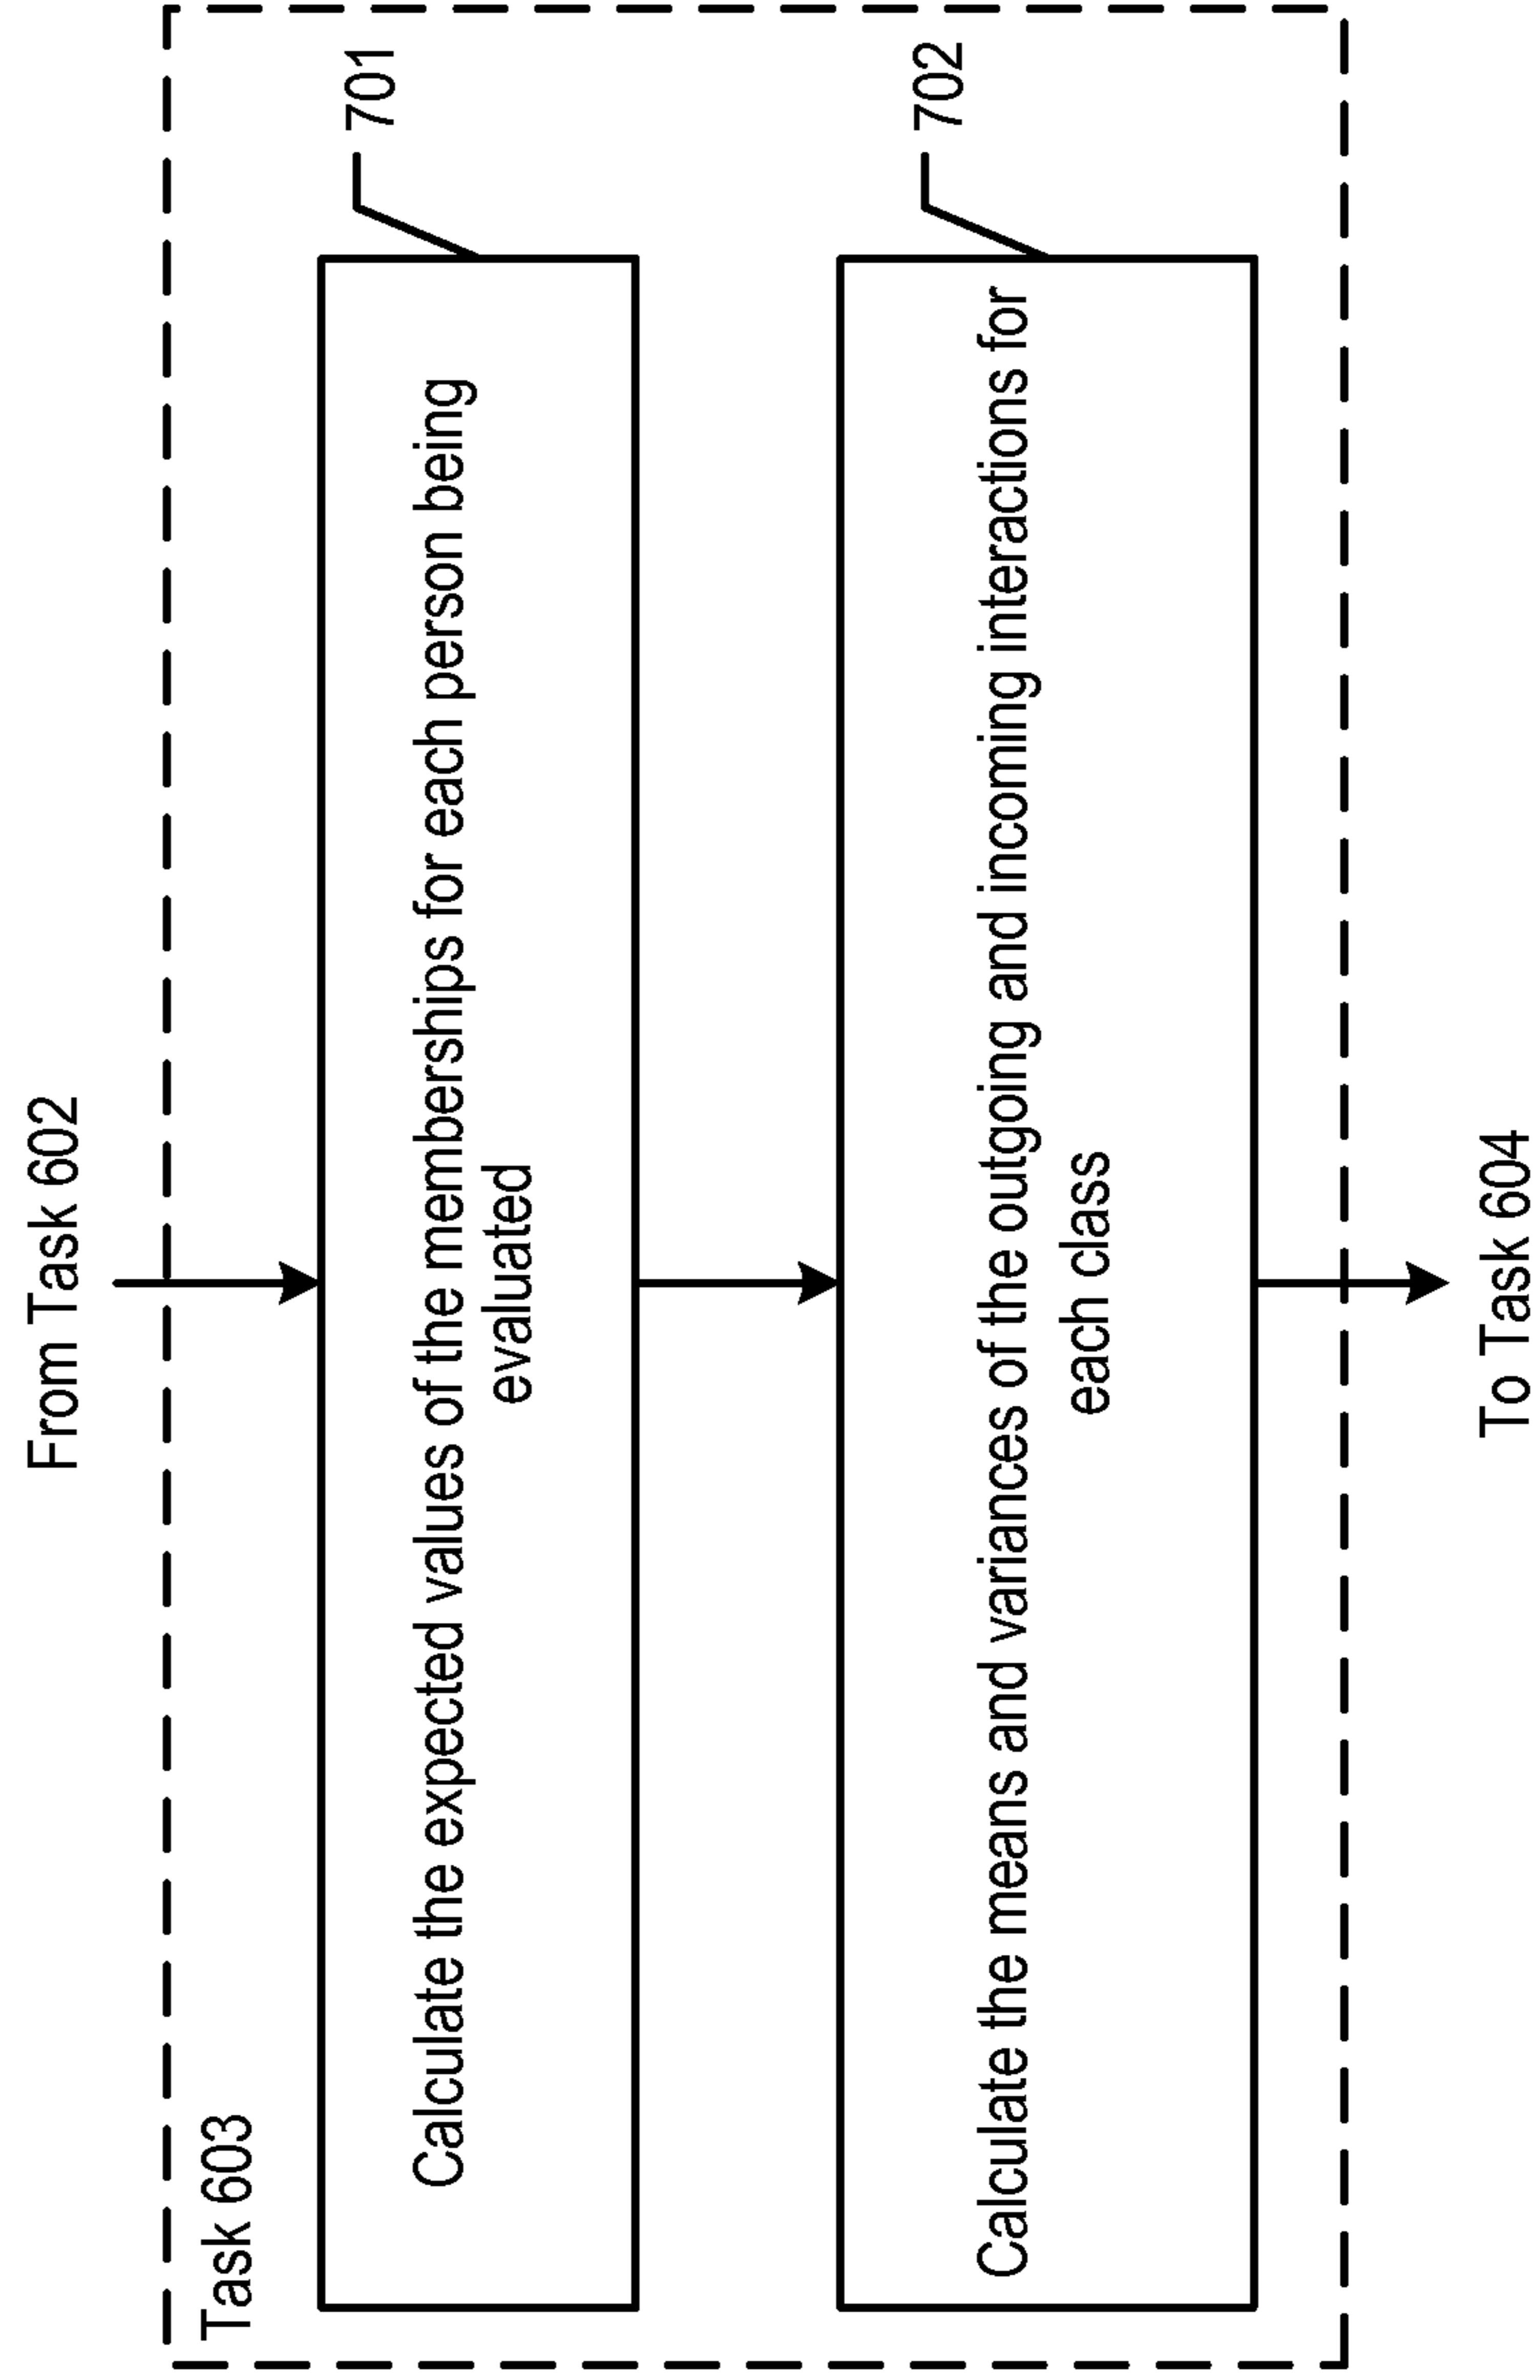 From Task 602
Task 603
701
Calculate the expected values of the memberships for each person being
evaluated
702
Calculate the means and variances of the outgoing and incoming interactions for
each class
To Task 604